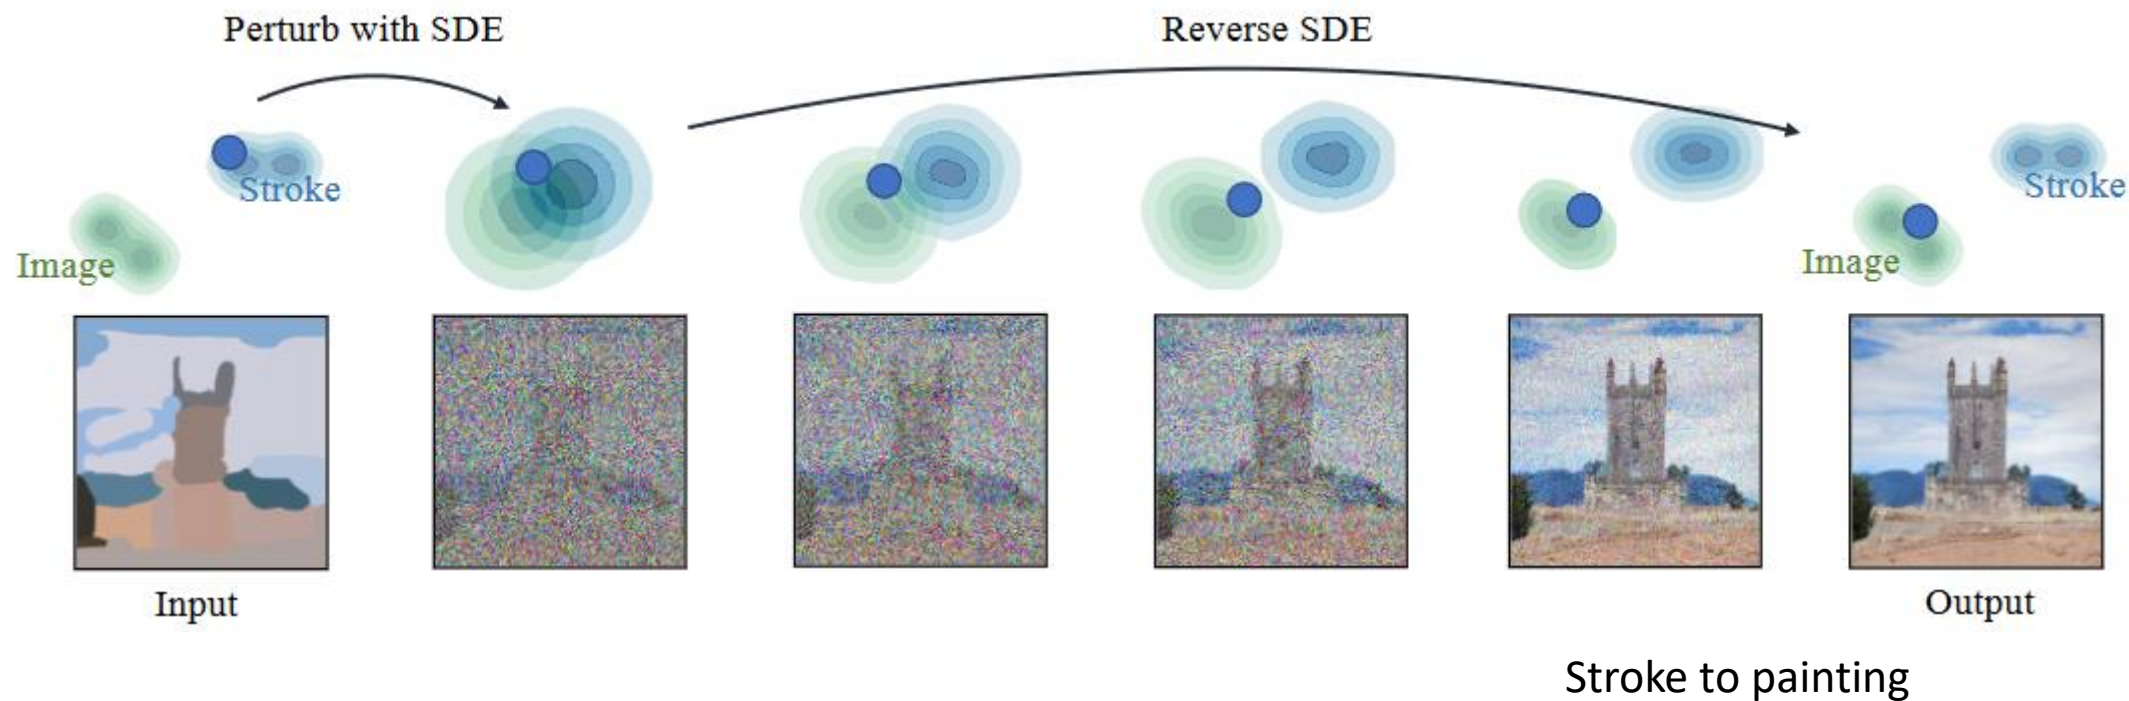 Perturb with SDE
Reverse SDE
Stroke
Image
Stroke
Image
Input
Output
Stroke to painting